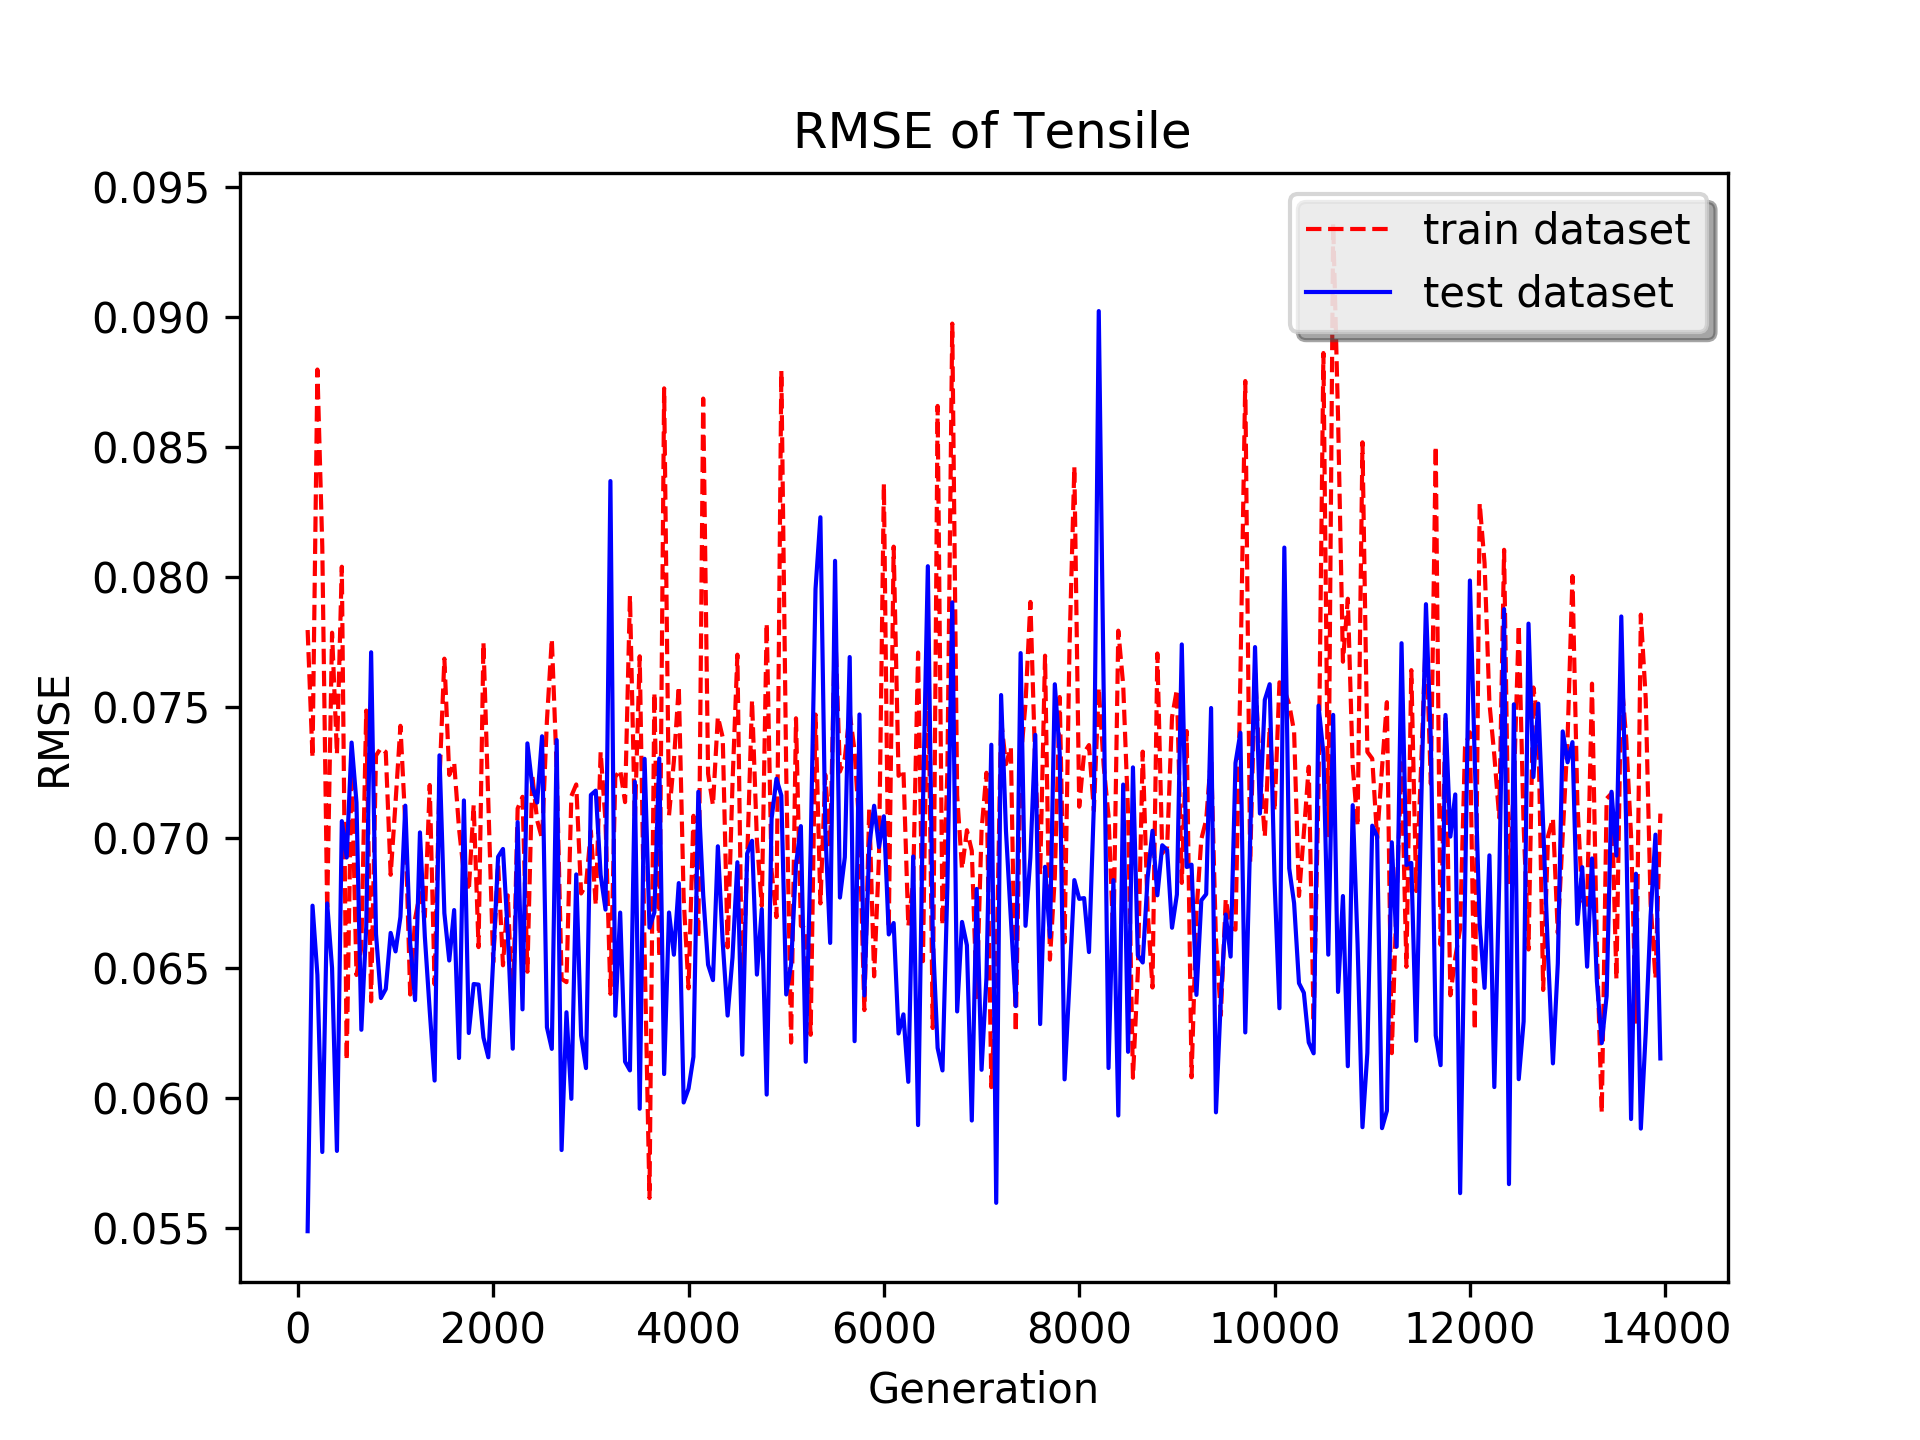 RMSE of Tensile
0.095
0.090
0.085
0.080
0.075
0.070
0.065
0.060
0.055
RMSE
train dataset
test dataset
0 2000 4000 6000 8000 10000 12000 14000
Generation